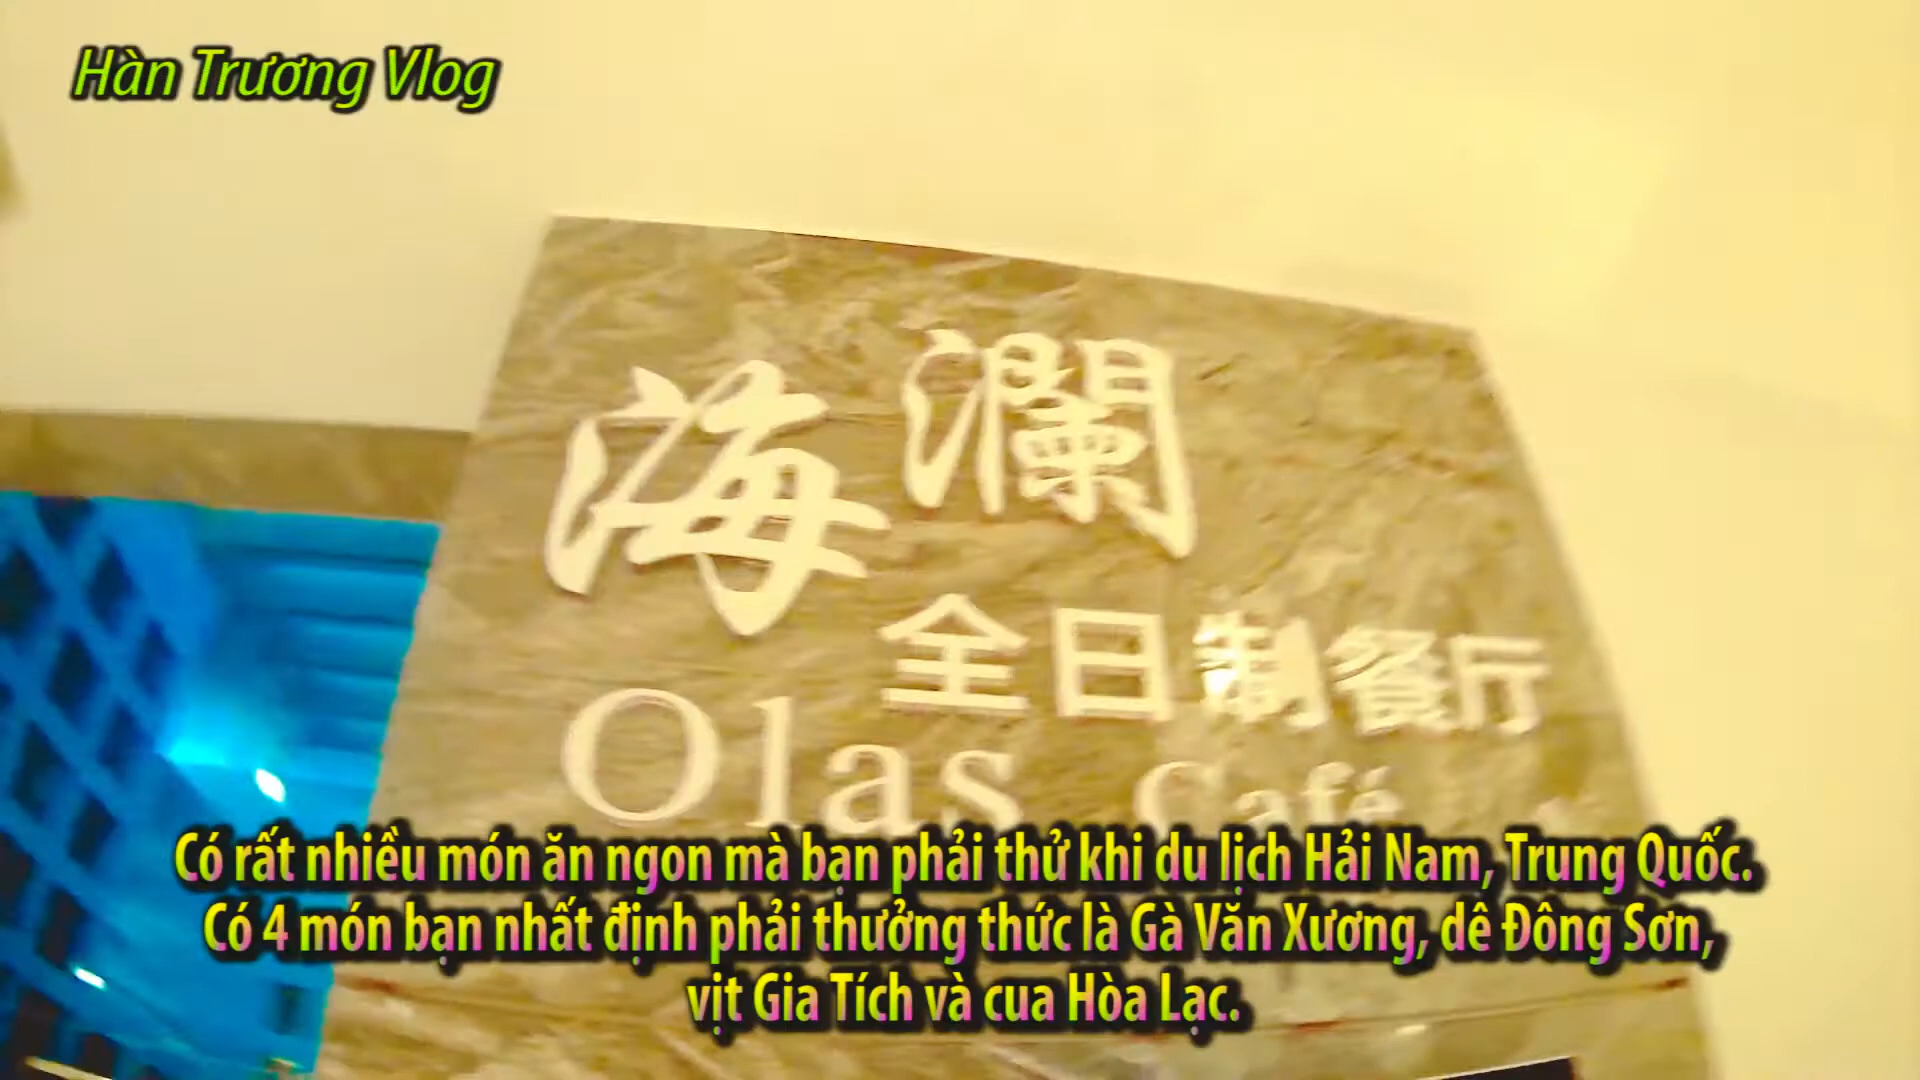 Hàn Trương Vlog
海瀾
全日制餐厅
Olas Café
Có rất nhiều món ăn ngon mà bạn phải thử khi du lịch Hải Nam, Trung Quốc.
Có 4 món bạn nhất định phải thưởng thức là Gà Văn Xương, dê Đông Sơn,
vịt Gia Tích và cua Hòa Lạc.